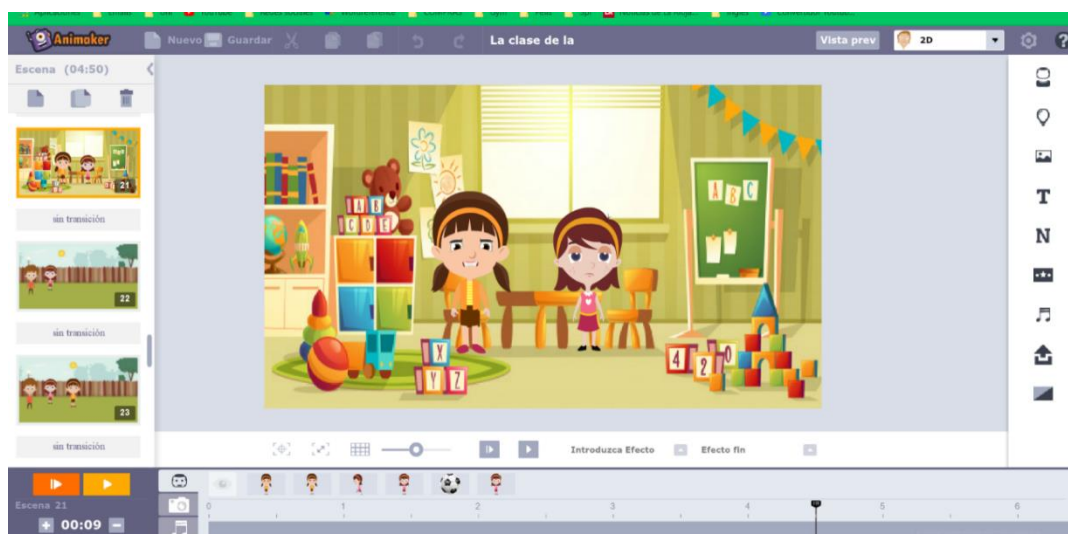 Animaker
Nuevo Guardar La clase de la Vista prev 2D
Escena (04:50)
21
sin transición
22
sin transición
23
sin transición
A B
C D E
X
Y Z
A B C
4 2 0
T
N
Introduzca Efecto Efecto fin
Escena 21
00:09
0 1 2 3 4 5 6